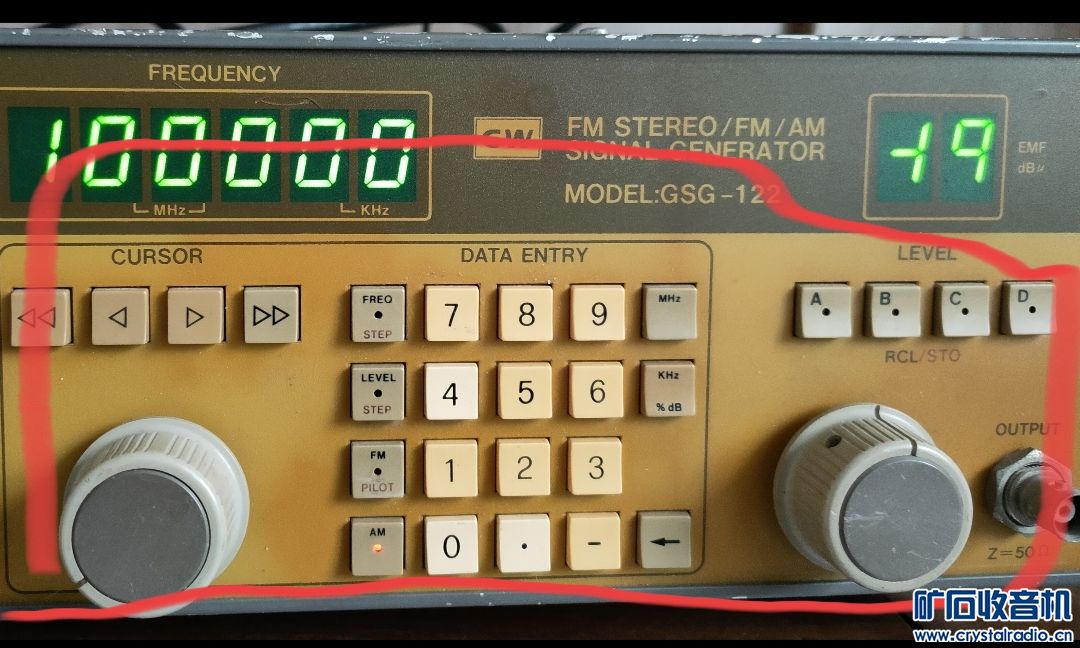 FREQUENCY
100000
MHz
KHz
GW
FM STEREO/FM/AM
SIGNAL GENERATOR
MODEL:GSG-122
-19
EMF
dBμ
CURSOR
DATA ENTRY
LEVEL
FREQ
STEP
7
8
9
MHz
A
B
C
D
RCL/STO
LEVEL
STEP
4
5
6
KHz
% dB
FM
PILOT
1
2
3
OUTPUT
AM
0
.
-
←
Z=50Ω
矿石收音机
www.crystalradio.cn